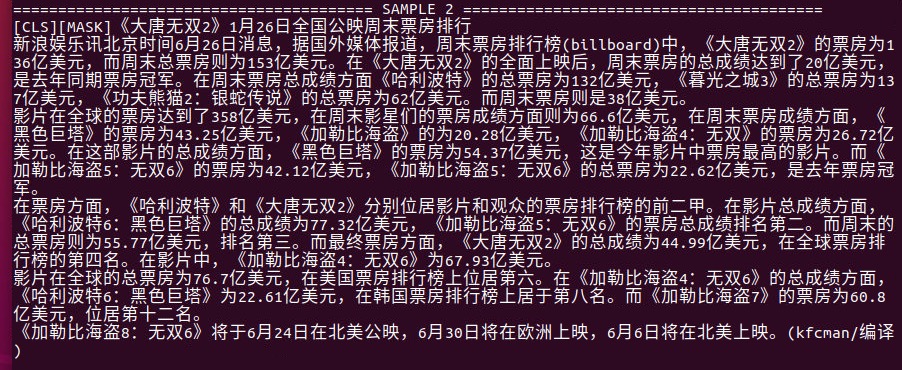 ======================================== SAMPLE 2 ========================================
[CLS][MASK]《大唐无双2》1月26日全国公映周末票房排行
新浪娱乐讯北京时间6月26日消息，据国外媒体报道，周末票房排行榜(billboard)中，《大唐无双2》的票房为1
36亿美元，而周末总票房则为153亿美元。在《大唐无双2》的全面上映后，周末票房的总成绩达到了20亿美元，
是去年同期票房冠军。在周末票房总成绩方面《哈利波特》的总票房为132亿美元，《暮光之城3》的总票房为13
7亿美元，《功夫熊猫2：银蛇传说》的总票房为62亿美元。而周末票房则是38亿美元。
影片在全球的票房达到了358亿美元，在周末影星们的票房成绩方面则为66.6亿美元，在周末票房成绩方面，《
黑色巨塔》的票房为43.25亿美元，《加勒比海盗》的为20.28亿美元，《加勒比海盗4：无双》的票房为26.72亿
美元。在这部影片的总成绩方面，《黑色巨塔》的票房为54.37亿美元，这是今年影片中票房最高的影片。而《
加勒比海盗5：无双6》的票房为42.12亿美元，《加勒比海盗5：无双6》的总票房为22.62亿美元，是去年票房冠
军。
在票房方面，《哈利波特》和《大唐无双2》分别位居影片和观众的票房排行榜的前二甲。在影片总成绩方面，
《哈利波特6：黑色巨塔》的总成绩为77.32亿美元，《加勒比海盗5：无双6》的票房总成绩排名第二。而周末的
总票房则为55.77亿美元，排名第三。而最终票房方面，《大唐无双2》的总成绩为44.99亿美元，在全球票房排
行榜的第四名。在影片中，《加勒比海盗4：无双6》为67.93亿美元。
影片在全球的总票房为76.7亿美元，在美国票房排行榜上位居第六。在《加勒比海盗4：无双6》的总成绩方面，
《哈利波特6：黑色巨塔》为22.61亿美元，在韩国票房排行榜上居于第八名。而《加勒比海盗7》的票房为60.8
亿美元，位居第十二名。
《加勒比海盗8：无双6》将于6月24日在北美公映，6月30日将在欧洲上映，6月6日将在北美上映。(kfcman/编译
)